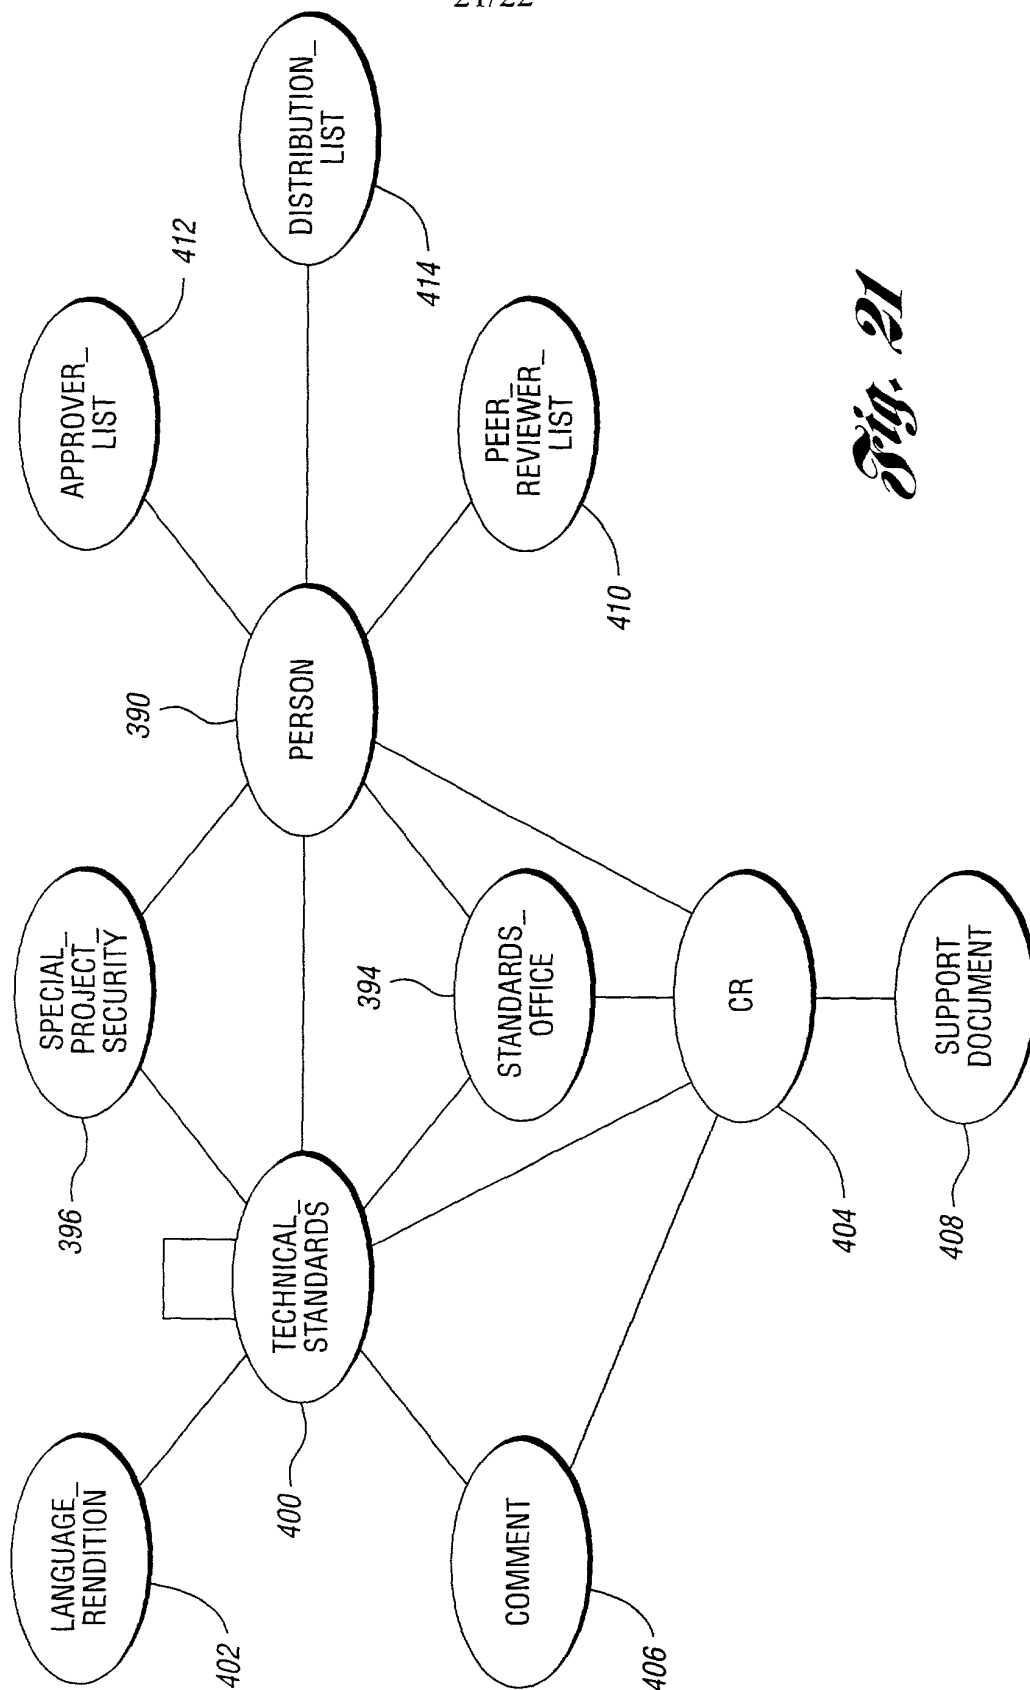 21/22
LANGUAGE_
RENDITION
402
SPECIAL_
PROJECT_
SECURITY
396
APPROVER_
LIST
412
390
TECHNICAL_
STANDARDS
400
PERSON
DISTRIBUTION_
LIST
414
COMMENT
406
394
STANDARDS_
OFFICE
PEER_
REVIEWER_
LIST
410
CR
404
SUPPORT
DOCUMENT
408
Fig. 21